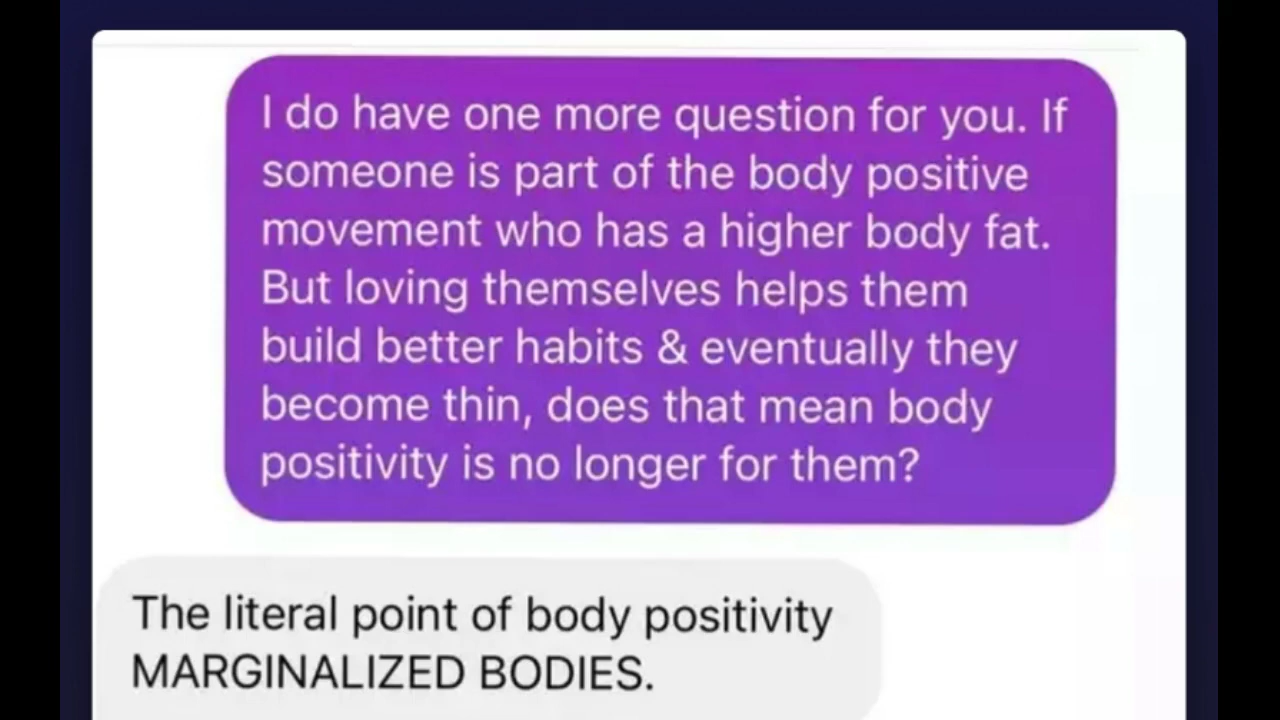 I do have one more question for you. If
someone is part of the body positive
movement who has a higher body fat.
But loving themselves helps them
build better habits & eventually they
become thin, does that mean body
positivity is no longer for them?
The literal point of body positivity
MARGINALIZED BODIES.